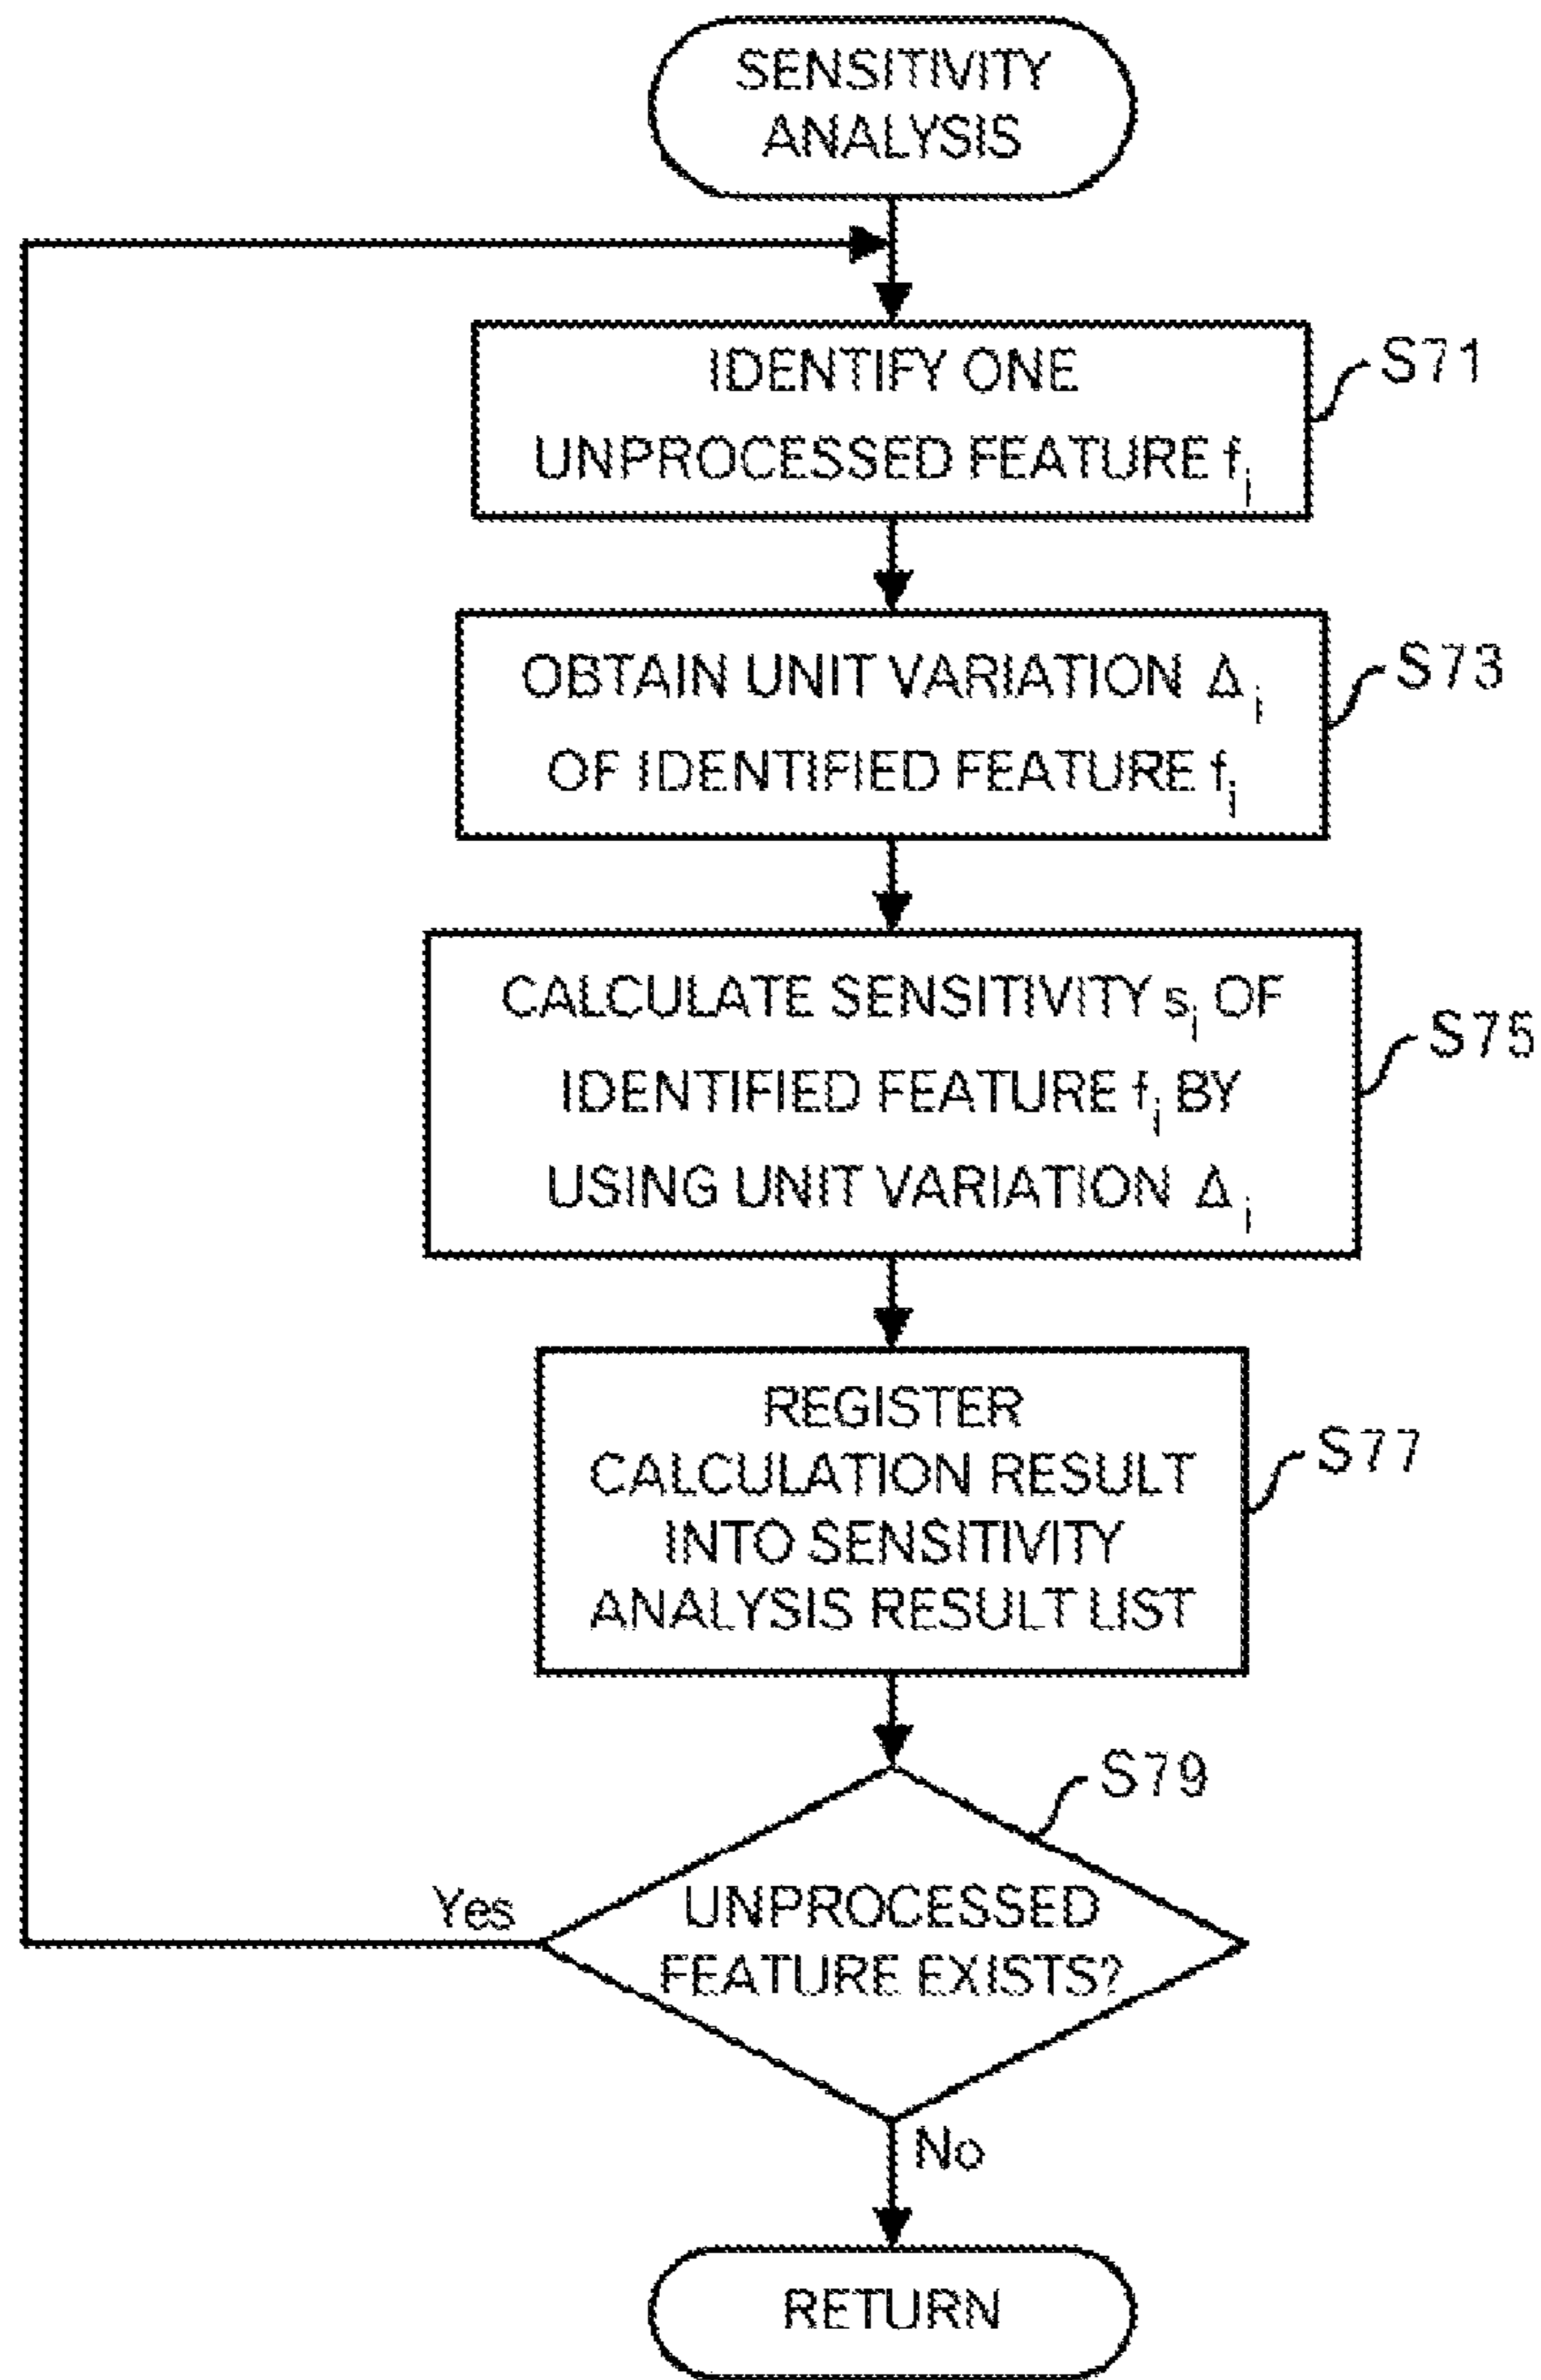 SENSITIVITY
ANALYSIS
IDENTIFY ONE
UNPROCESSED FEATURE fᵢ
S71
OBTAIN UNIT VARIATION Δᵢ
OF IDENTIFIED FEATURE fᵢ
S73
CALCULATE SENSITIVITY sᵢ OF
IDENTIFIED FEATURE fᵢ BY
USING UNIT VARIATION Δᵢ
S75
REGISTER
CALCULATION RESULT
INTO SENSITIVITY
ANALYSIS RESULT LIST
S77
S79
UNPROCESSED
FEATURE EXISTS?
Yes
No
RETURN